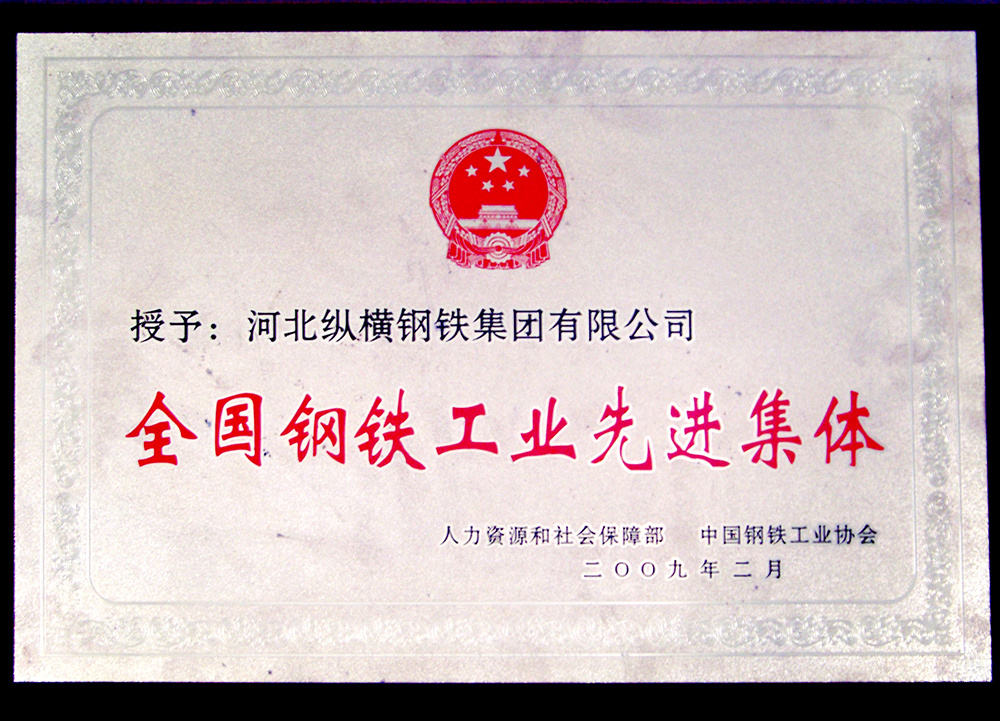 授予：河北纵横钢铁集团有限公司
全国钢铁工业先进集体
人力资源和社会保障部 中国钢铁工业协会
二〇〇九年二月